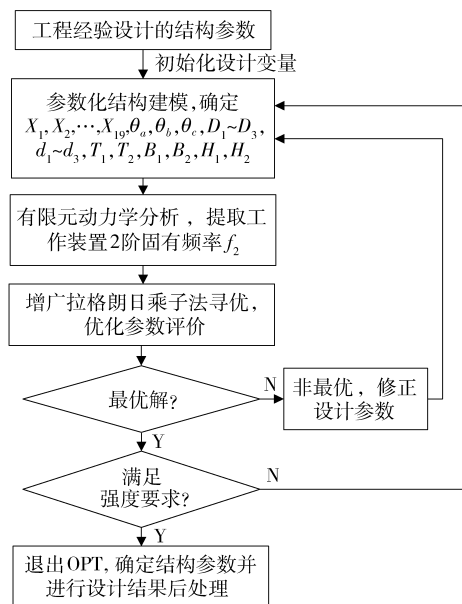 工程经验设计的结构参数
初始化设计变量
参数化结构建模,确定
X₁,X₂,⋯,X₁₉,θₐ,θ_b,θ_c,D₁~D₃,
d₁~d₃,T₁,T₂,B₁,B₂,H₁,H₂
有限元动力学分析，提取工
作装置2阶固有频率f₂
增广拉格朗日乘子法寻优,
优化参数评价
最优解?
N
非最优，修正
设计参数
Y
满足
强度要求?
N
Y
退出OPT,确定结构参数并
进行设计结果后处理